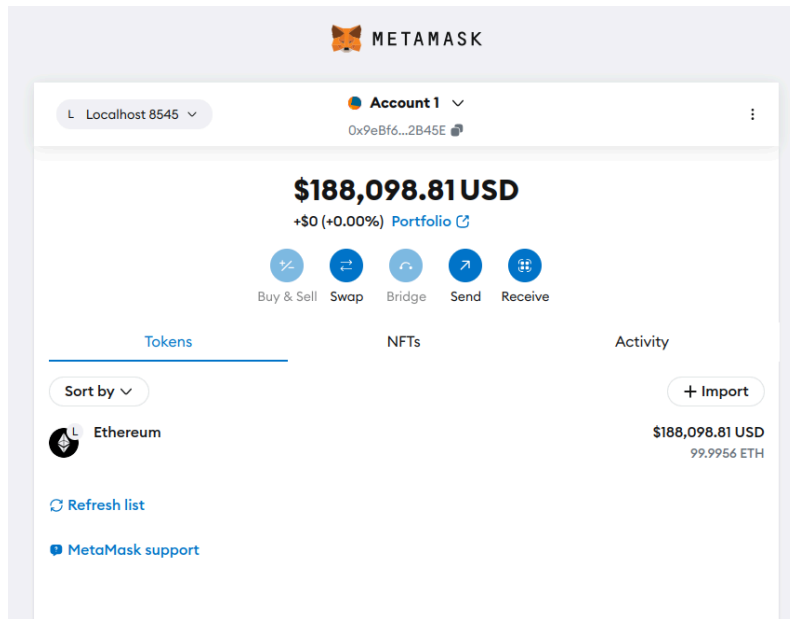 METAMASK
L Localhost 8545
Account 1
0x9eBf6...2B45E
$188,098.81 USD
+$0 (+0.00%) Portfolio
Buy & Sell Swap Bridge Send Receive
Tokens NFTs Activity
Sort by + Import
L Ethereum $188,098.81 USD
99.9956 ETH
Refresh list
MetaMask support